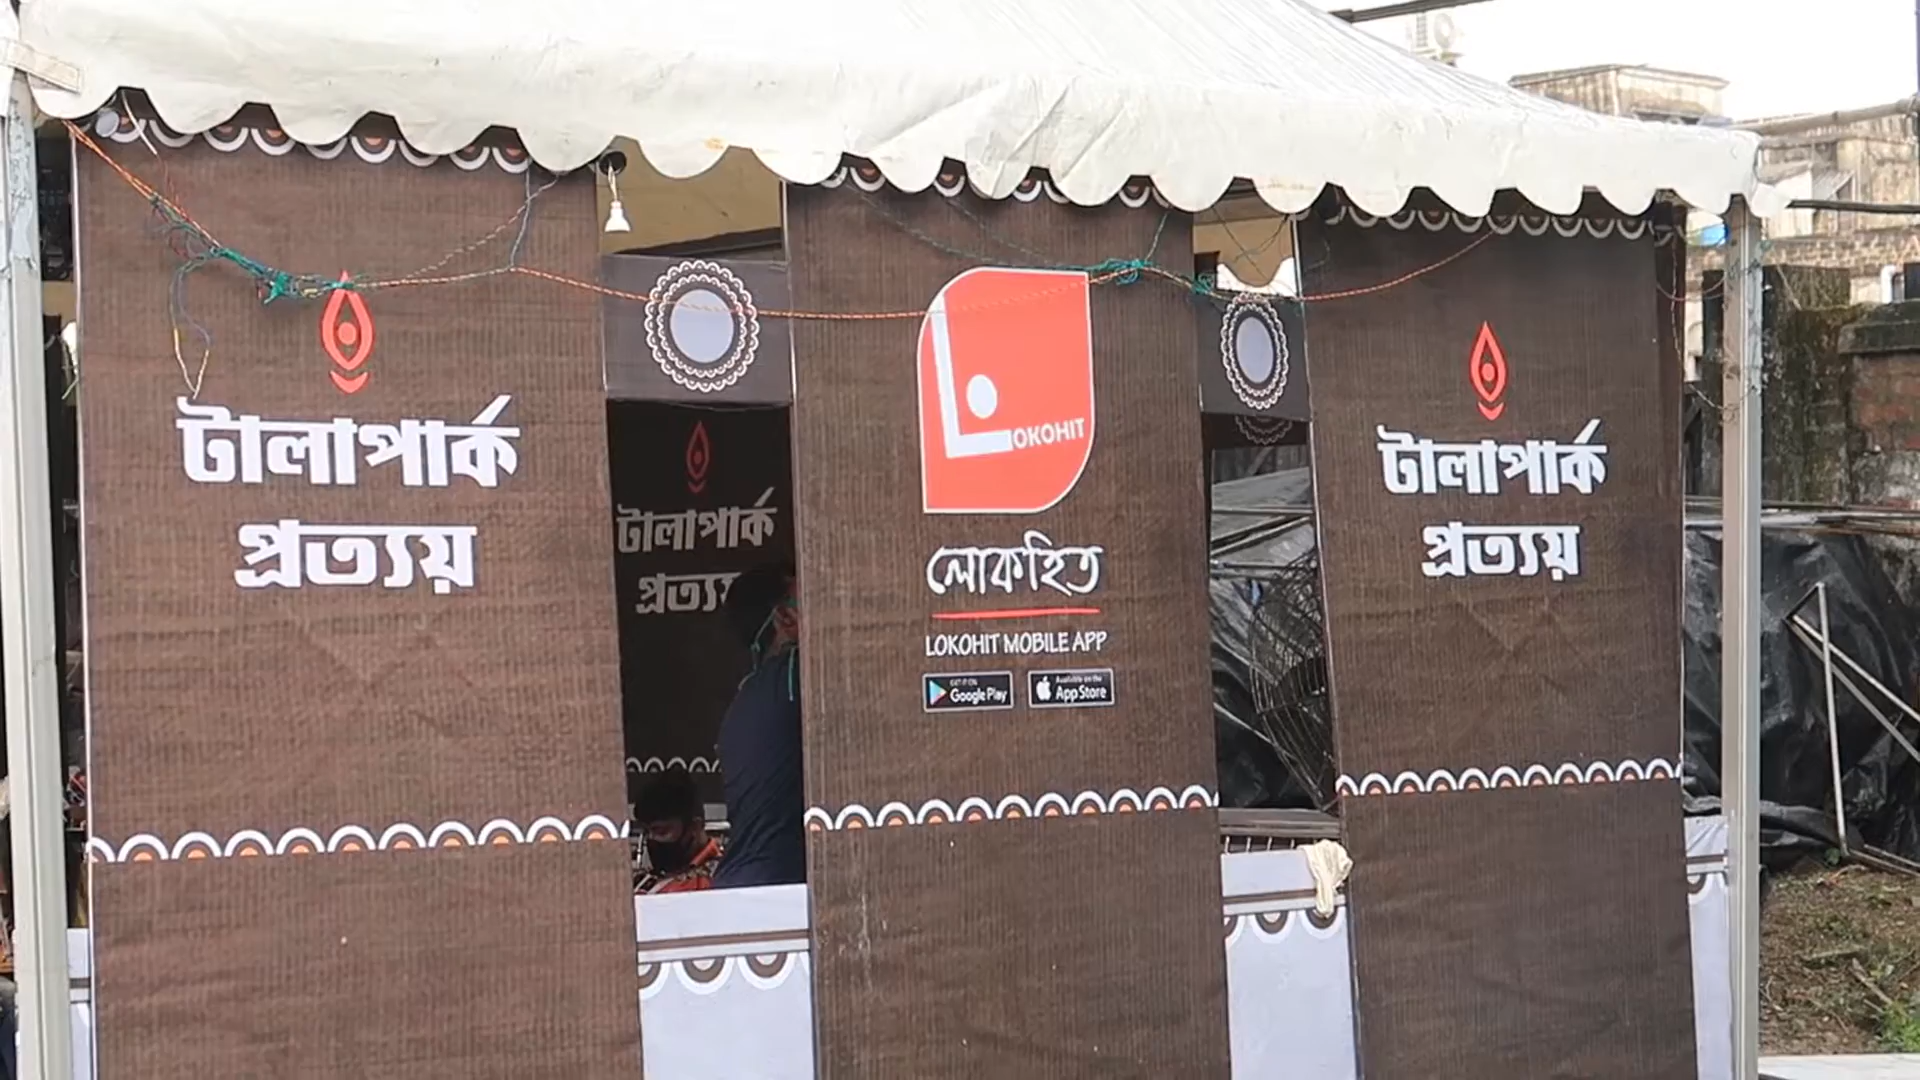 টালাপার্ক
প্রত্যয়
টালাপার্ক
প্রত্যয়
LOKOHIT
লোকহিত
LOKOHIT MOBILE APP
GET IT ON
Google Play
Available on the
App Store
টালাপার্ক
প্রত্যয়